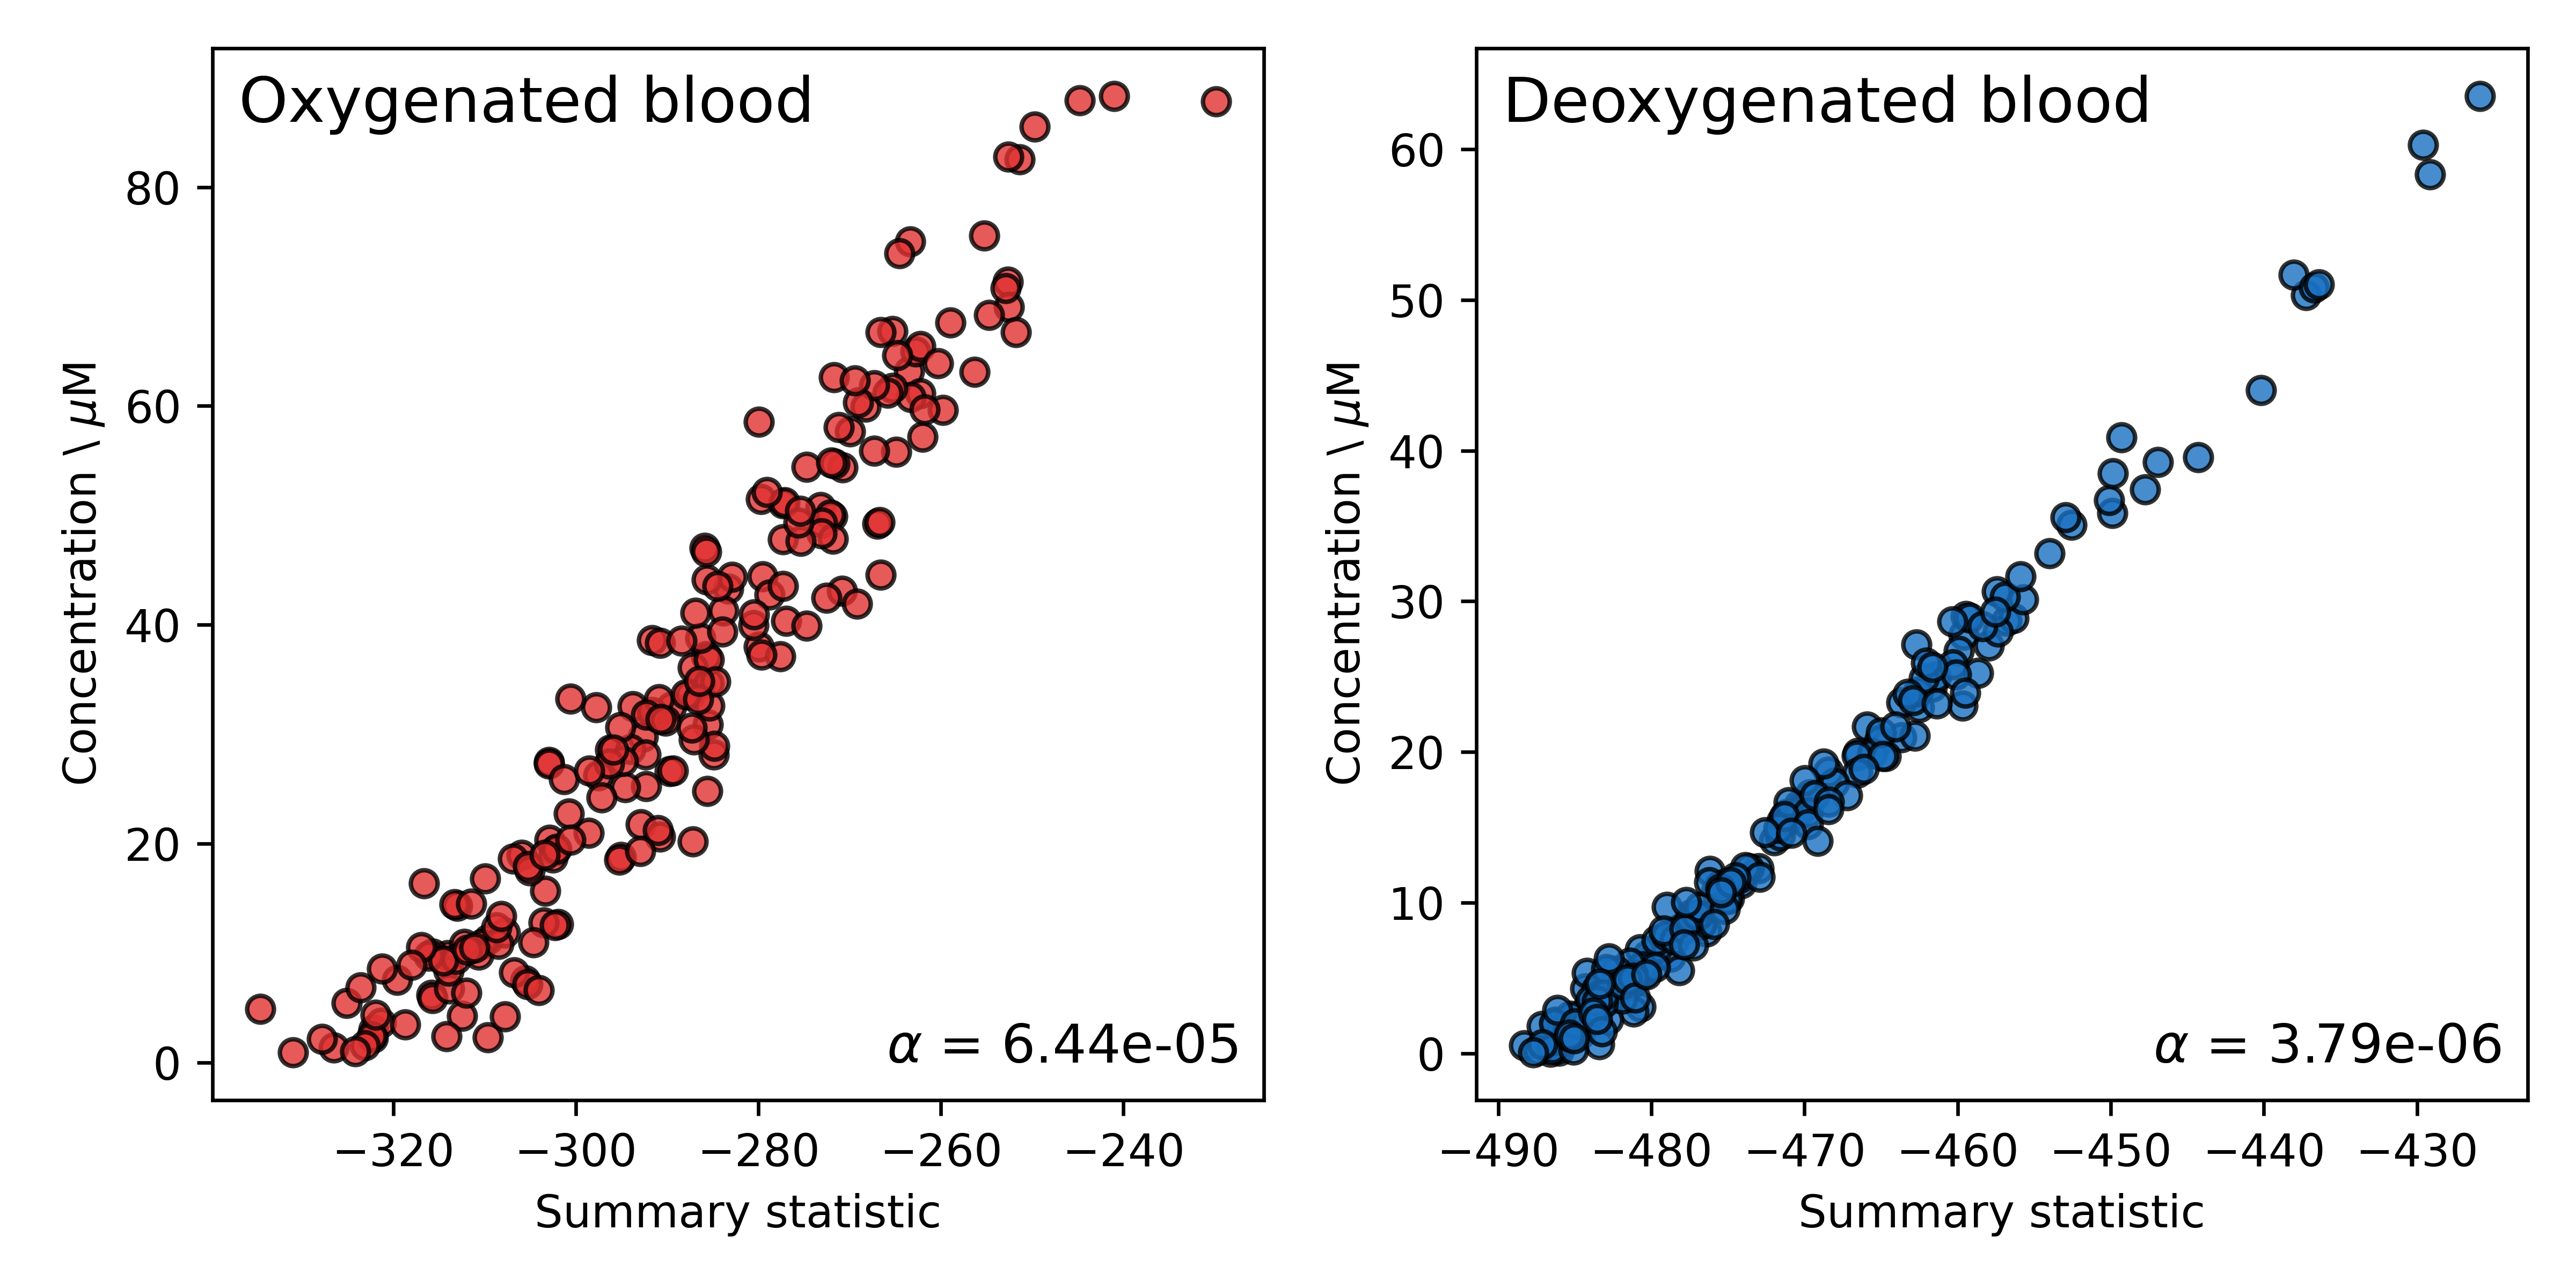 Oxygenated blood
Concentration \ μM
80
60
40
20
0
α = 6.44e-05
−320 −300 −280 −260 −240
Summary statistic
Deoxygenated blood
Concentration \ μM
60
50
40
30
20
10
0
α = 3.79e-06
−490 −480 −470 −460 −450 −440 −430
Summary statistic